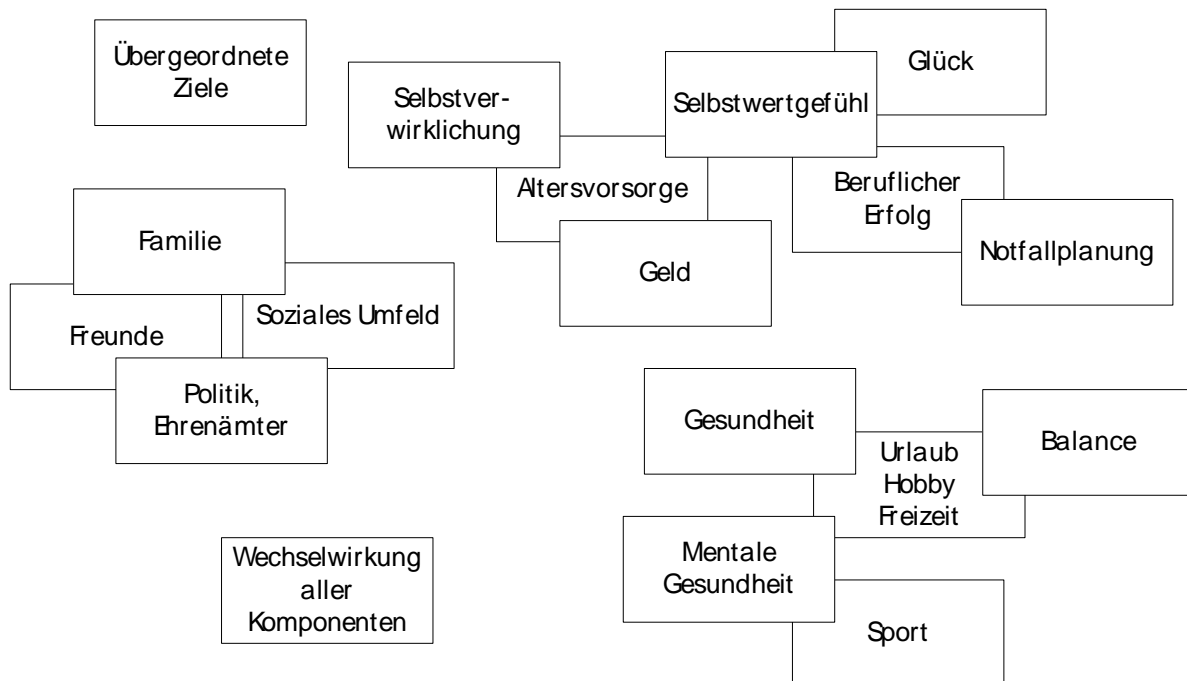 Übergeordnete
Ziele
Selbstver-
wirklichung
Selbstwertgefühl
Glück
Altersvorsorge
Beruflicher
Erfolg
Geld
Notfallplanung
Familie
Freunde
Soziales Umfeld
Politik,
Ehrenämter
Gesundheit
Urlaub
Hobby
Freizeit
Balance
Mentale
Gesundheit
Sport
Wechselwirkung
aller
Komponenten